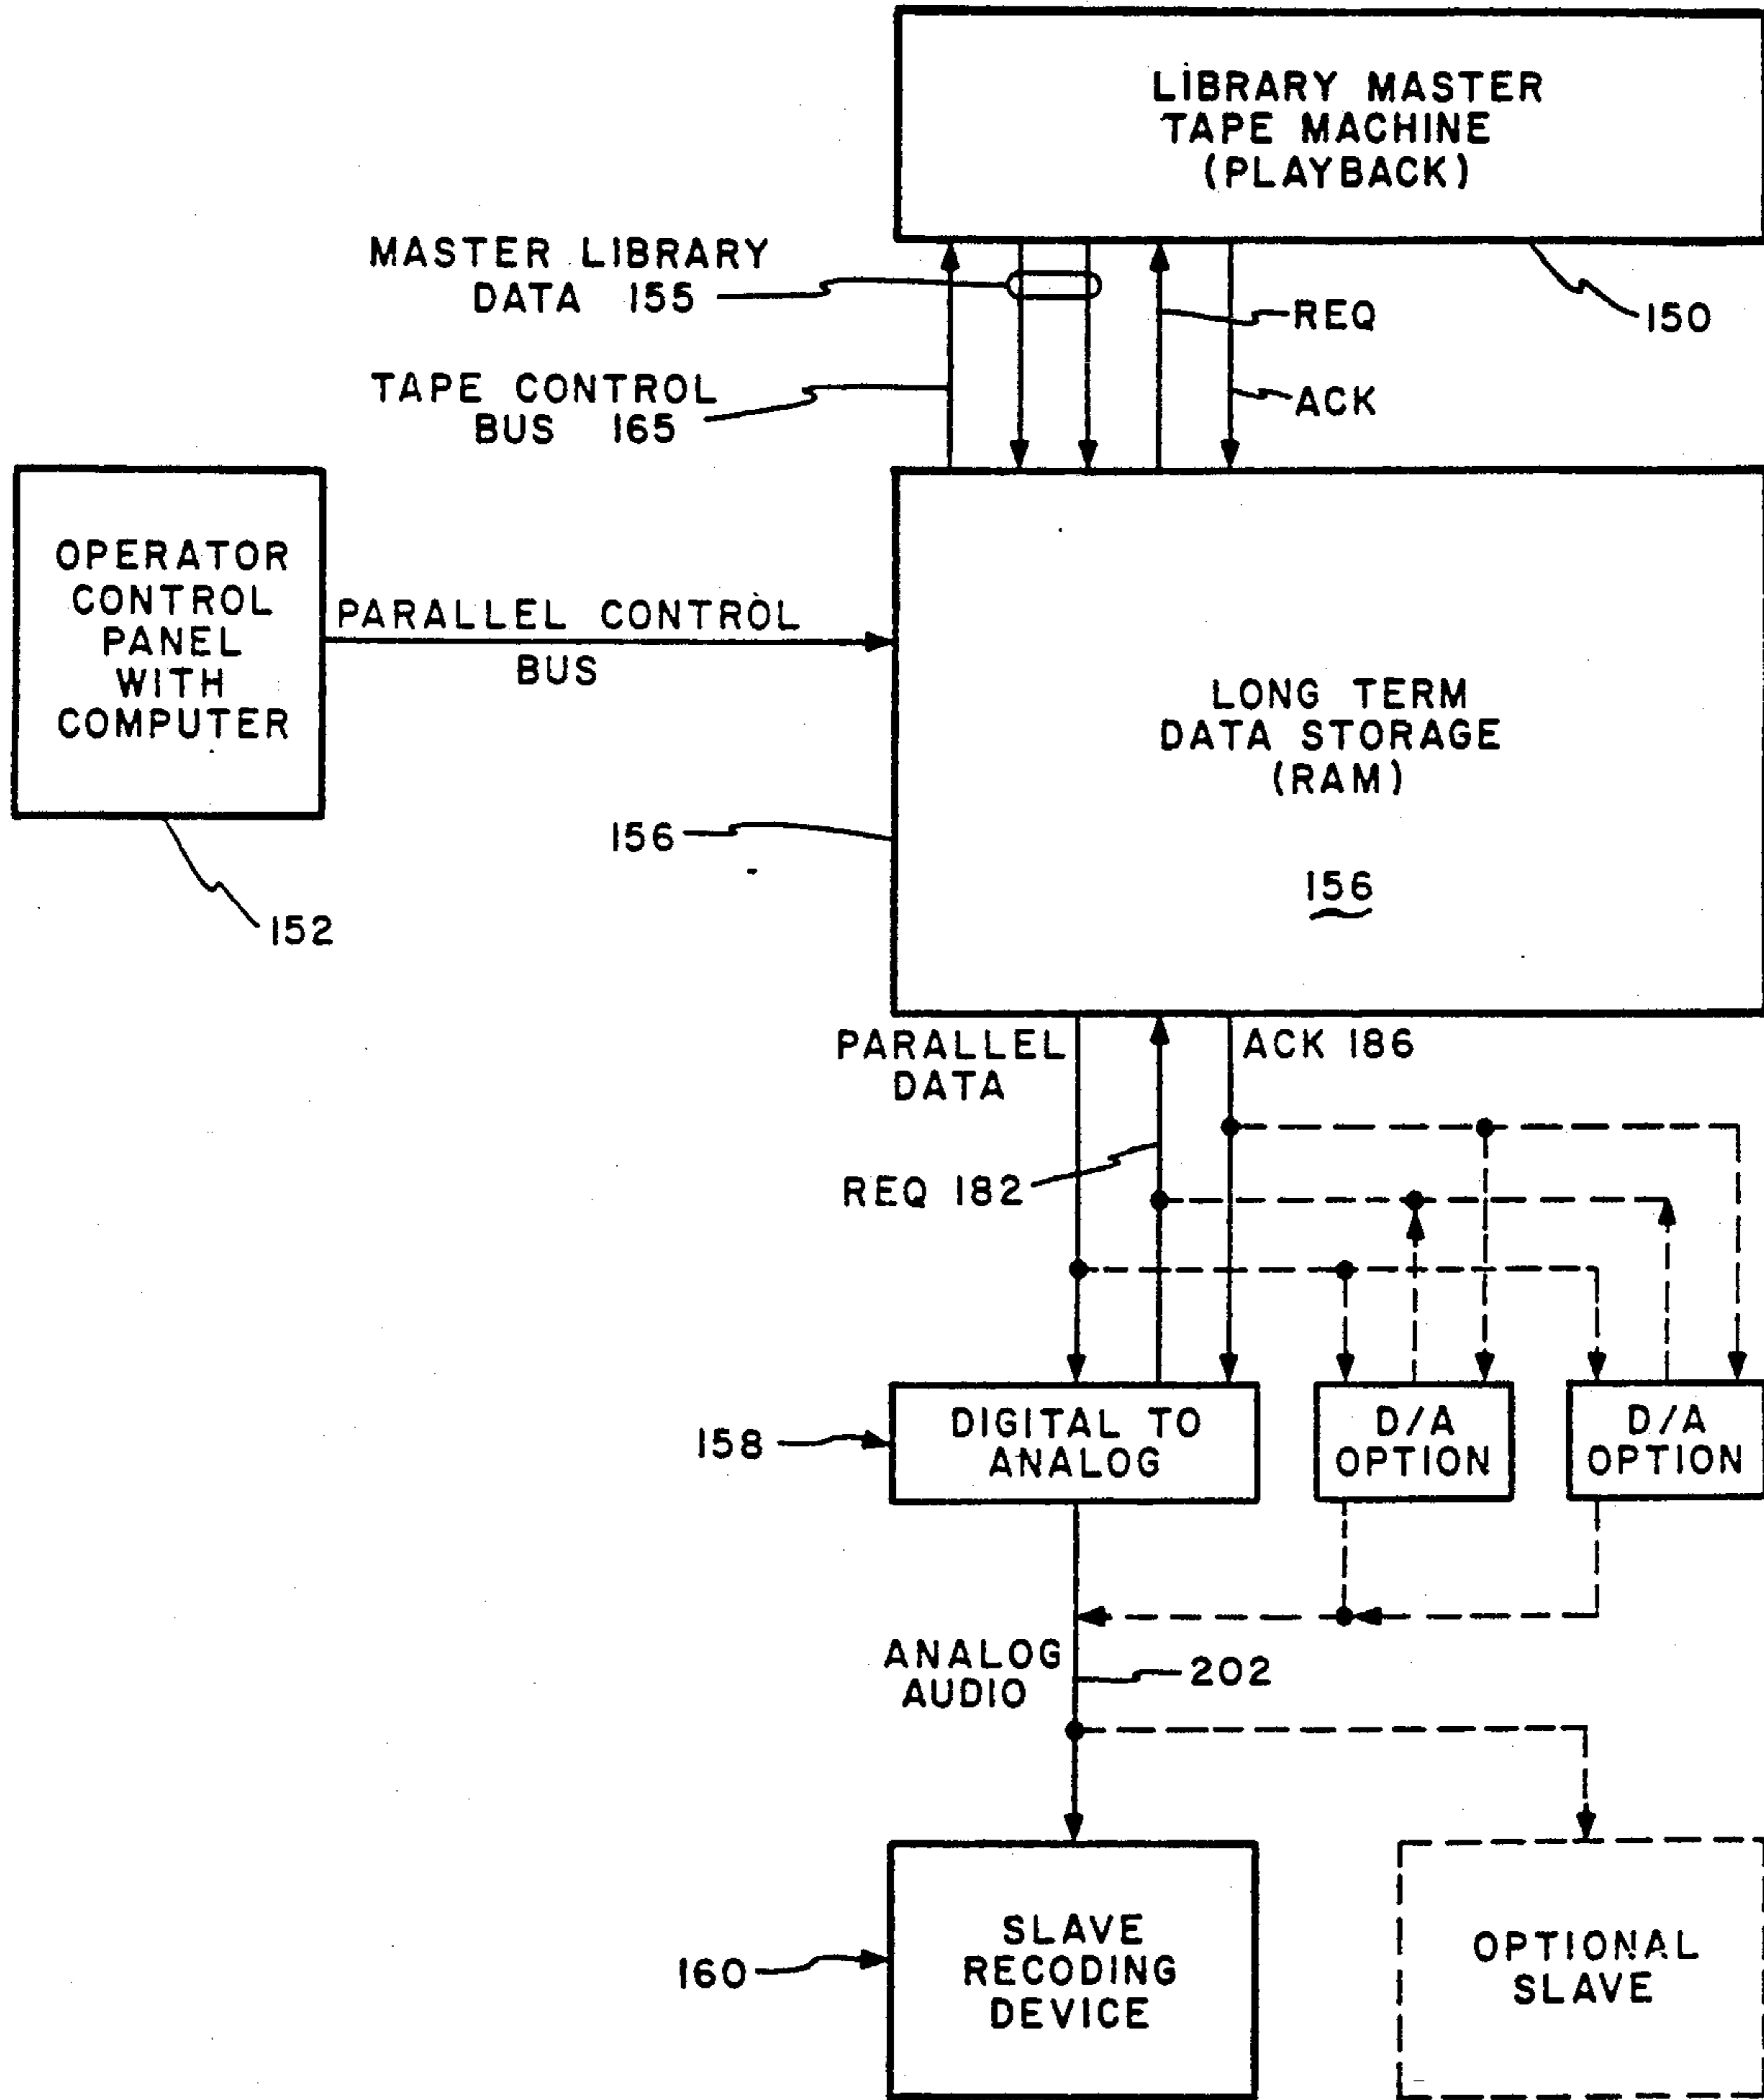 LIBRARY MASTER
TAPE MACHINE
(PLAYBACK)
MASTER LIBRARY
DATA 155
REQ
150
TAPE CONTROL
BUS 165
ACK
OPERATOR
CONTROL
PANEL
WITH
COMPUTER
152
PARALLEL CONTROL
BUS
LONG TERM
DATA STORAGE
(RAM)
156
156
PARALLEL
DATA
ACK 186
REQ 182
158
DIGITAL TO
ANALOG
D/A
OPTION
D/A
OPTION
ANALOG
AUDIO
202
160
SLAVE
RECODING
DEVICE
OPTIONAL
SLAVE